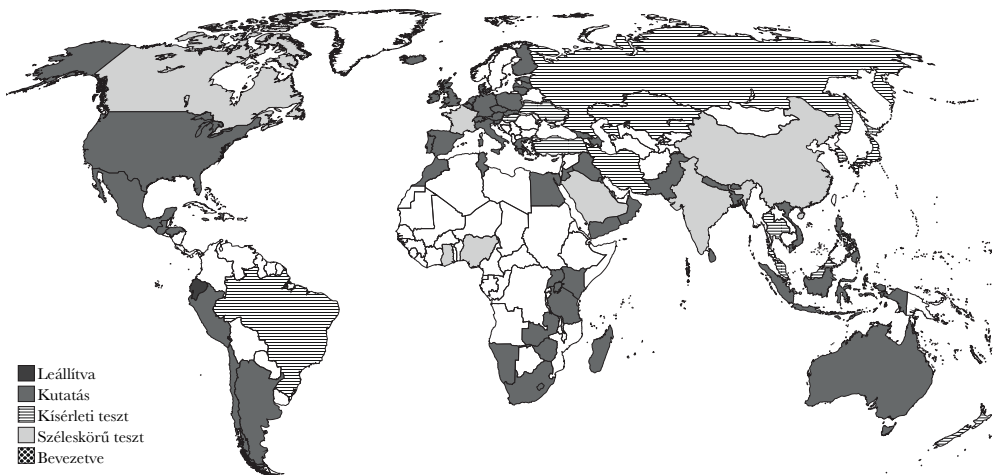 Leállítva
Kutatás
Kísérleti teszt
Széleskörű teszt
Bevezetve